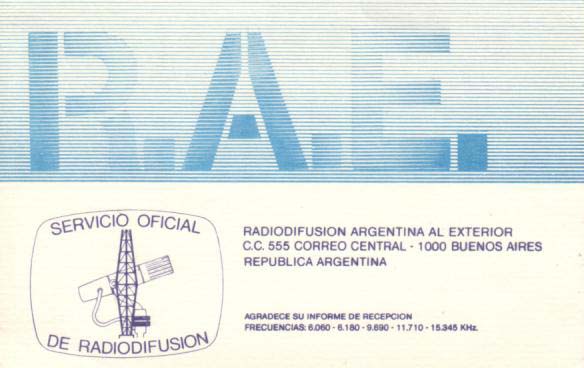 R.A.E.
SERVICIO OFICIAL
DE RADIODIFUSION
RADIODIFUSION ARGENTINA AL EXTERIOR
C.C. 555 CORREO CENTRAL - 1000 BUENOS AIRES
REPUBLICA ARGENTINA
AGRADECE SU INFORME DE RECEPCION
FRECUENCIAS: 6.060 - 6.180 - 9.690 - 11.710 - 15.345 KHz.